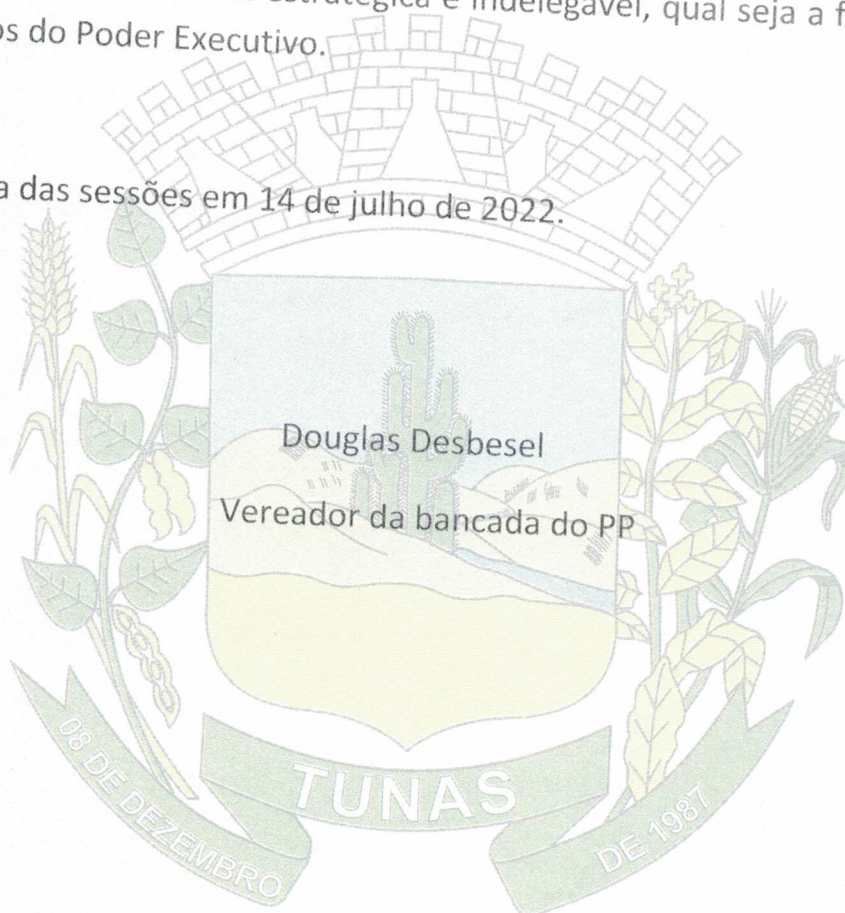 estratégica e indelegável, qual seja a f
os do Poder Executivo.
a das sessões em 14 de julho de 2022.
Douglas Desbesel
Vereador da bancada do PP
08 DE DEZEMBRO
TUNAS
DE 1987